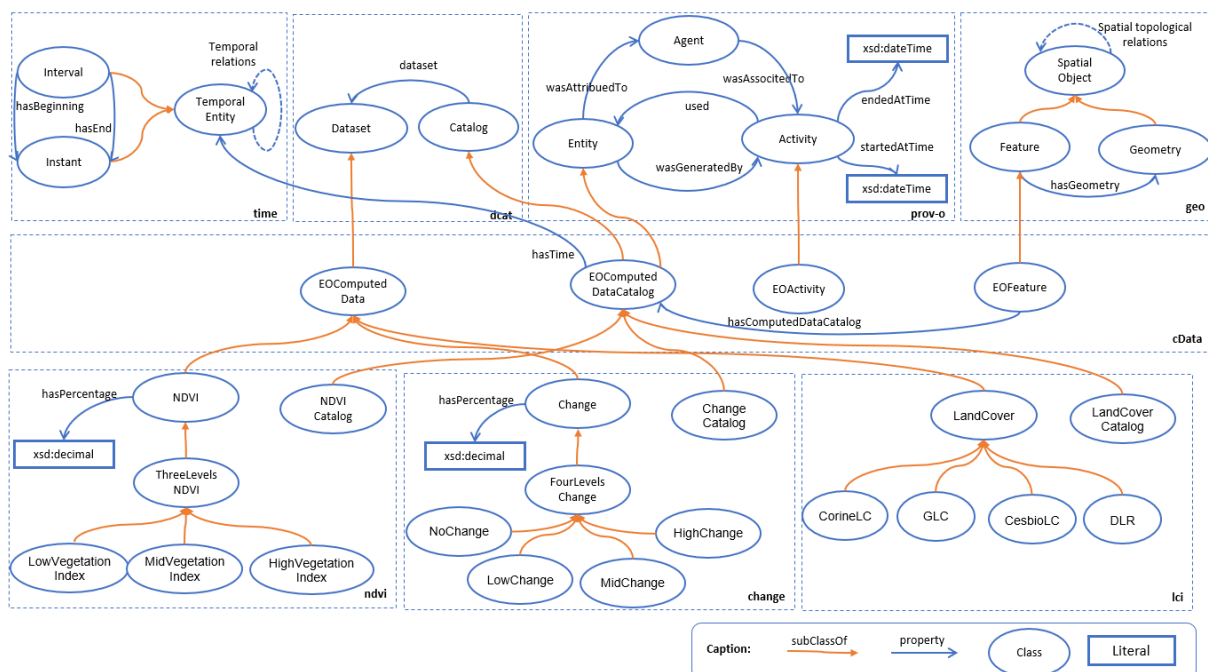 Interval
hasBeginning
hasEnd
Instant
Temporal
relations
Temporal
Entity
time
dataset
Dataset
Catalog
dcat
Agent
wasAttribuedTo
wasAssocitedTo
used
Entity
Activity
wasGeneratedBy
xsd:dateTime
endedAtTime
startedAtTime
xsd:dateTime
prov-o
Spatial topological
relations
Spatial
Object
Feature
Geometry
hasGeometry
geo
hasTime
EOComputed
Data
EOComputed
DataCatalog
EOActivity
EOFeature
hasComputedDataCatalog
cData
hasPercentage
NDVI
NDVI
Catalog
xsd:decimal
ThreeLevels
NDVI
LowVegetation
Index
MidVegetation
Index
HighVegetation
Index
ndvi
hasPercentage
Change
Change
Catalog
xsd:decimal
FourLevels
Change
NoChange
HighChange
LowChange
MidChange
change
LandCover
LandCover
Catalog
CorineLC
GLC
CesbioLC
DLR
lci
Caption:
subClassOf
property
Class
Literal